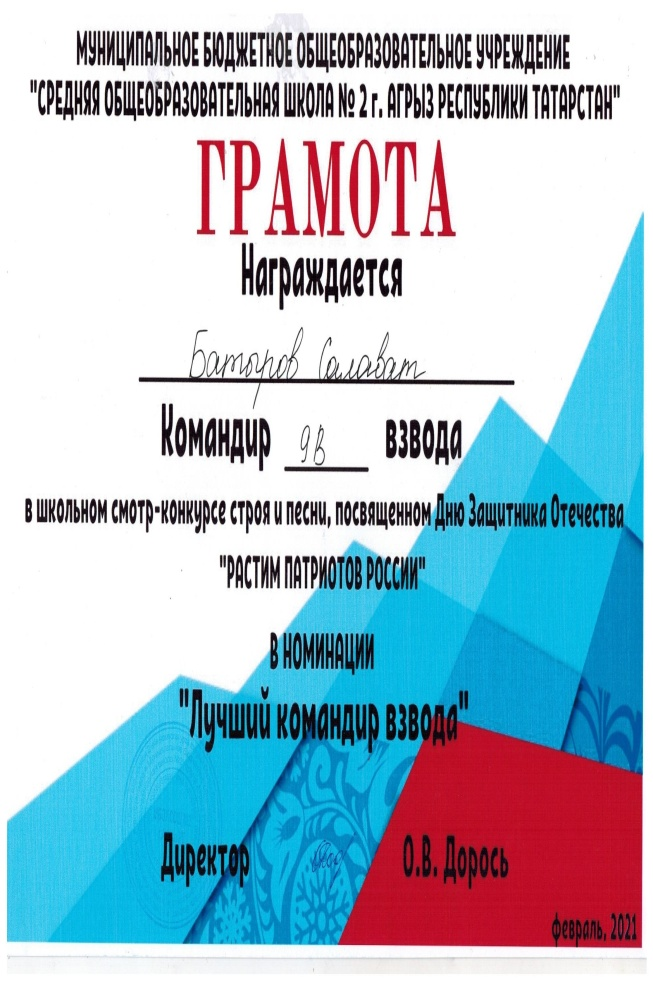 МУНИЦИПАЛЬНОЕ БЮДЖЕТНОЕ ОБЩЕОБРАЗОВАТЕЛЬНОЕ УЧРЕЖДЕНИЕ
"СРЕДНЯЯ ОБЩЕОБРАЗОВАТЕЛЬНАЯ ШКОЛА № 2 г. АГРЫЗ РЕСПУБЛИКИ ТАТАРСТАН"
ГРАМОТА
Награждается
Батыров Салават
Командир 9В взвода
в школьном смотр-конкурсе строя и песни, посвященном Дню Защитника Отечества
"РАСТИМ ПАТРИОТОВ РОССИИ"
В НОМИНАЦИИ
"Лучший командир взвода"
Директор О.В. Дорось
февраль, 2021